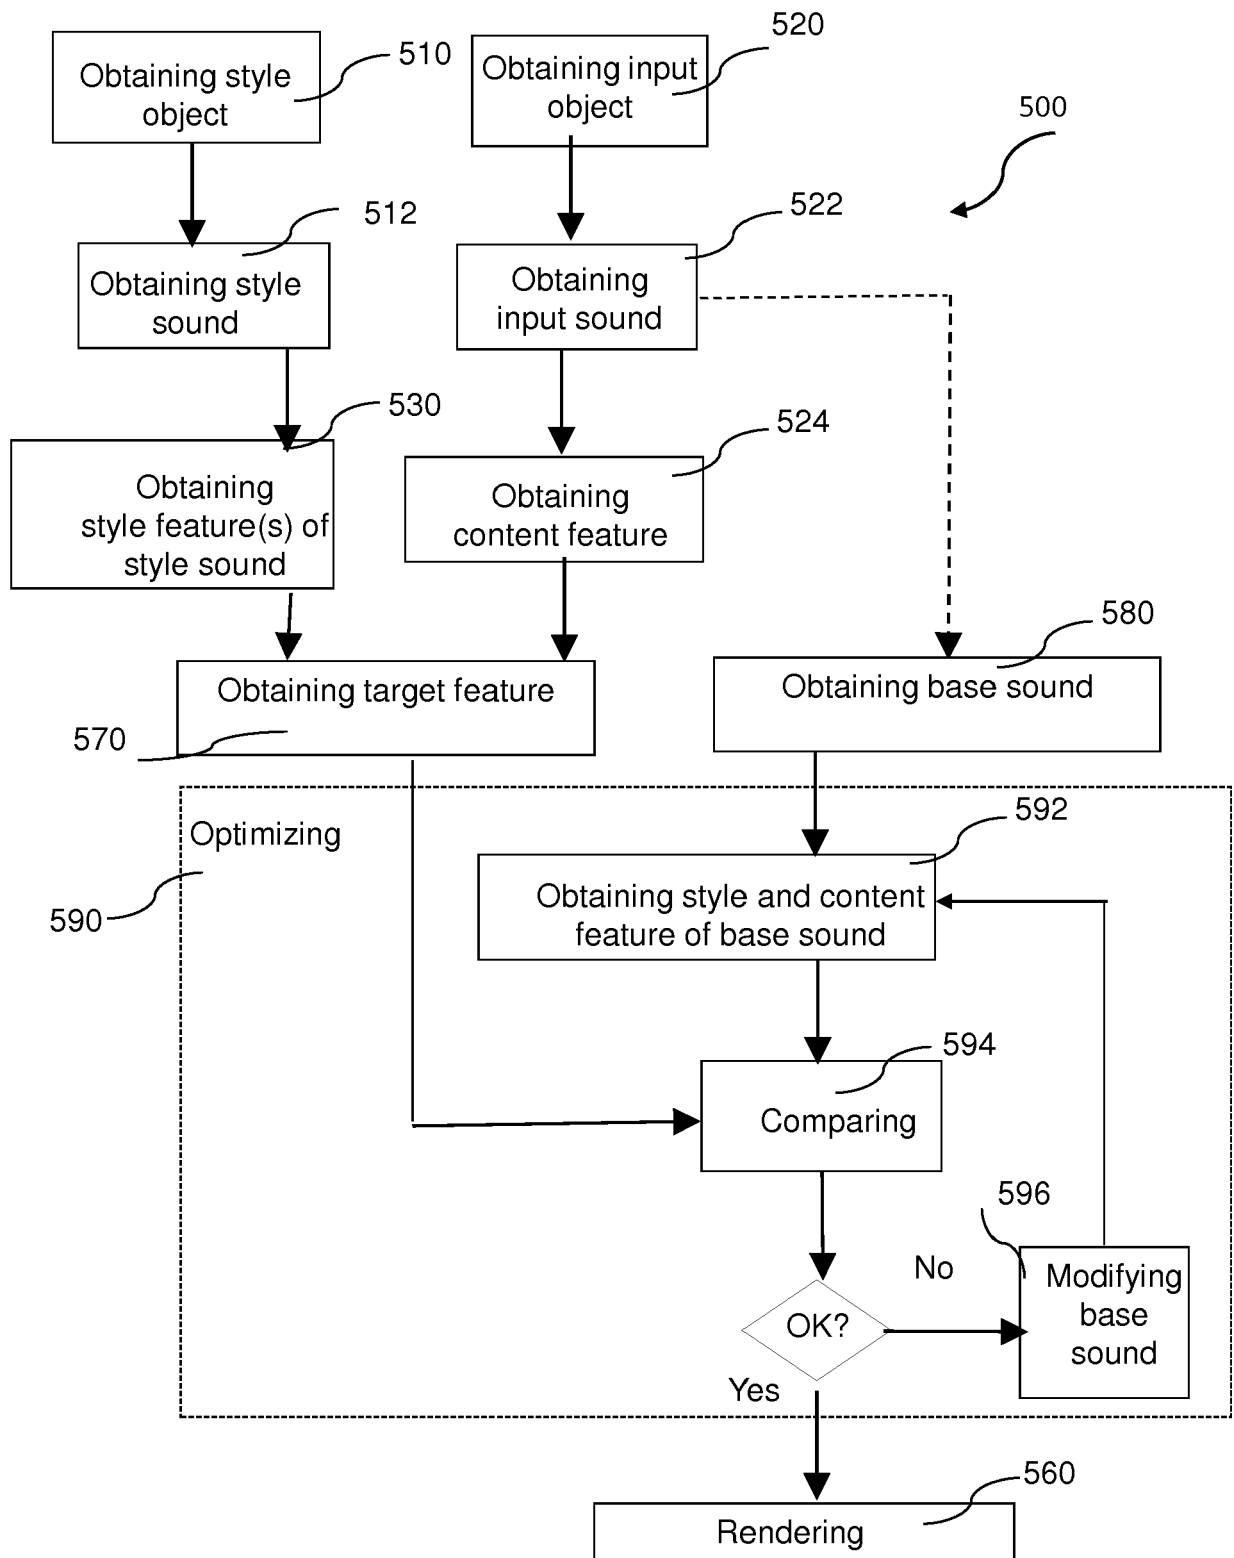 520
510
Obtaining style
object
Obtaining input
object
500
512
522
Obtaining style
sound
Obtaining
input sound
530
524
Obtaining
style feature(s) of
style sound
Obtaining
content feature
580
Obtaining target feature
Obtaining base sound
570
592
Optimizing
590
Obtaining style and content
feature of base sound
594
Comparing
596
No
Modifying
base
sound
OK?
Yes
560
Rendering